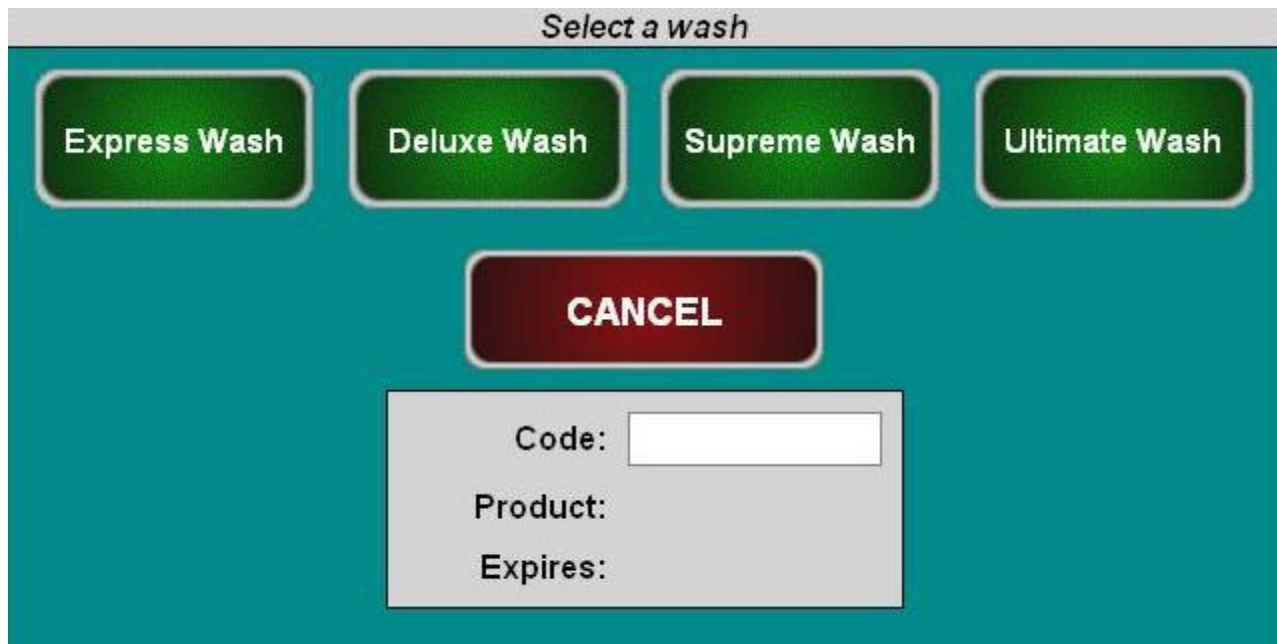 Select a wash
Express Wash
Deluxe Wash
Supreme Wash
Ultimate Wash
CANCEL
Code:
Product:
Expires: